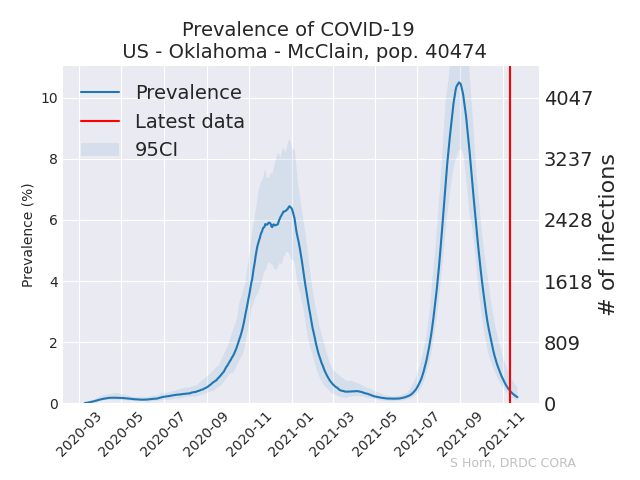 Prevalence of COVID-19
US - Oklahoma - McClain, pop. 40474
Prevalence
Latest data
95CI
Prevalence (%)
10
8
6
4
2
0
4047
3237
2428
1618
809
0
# of infections
2020-03
2020-05
2020-07
2020-09
2020-11
2021-01
2021-03
2021-05
2021-07
2021-09
2021-11
S Horn, DRDC CORA